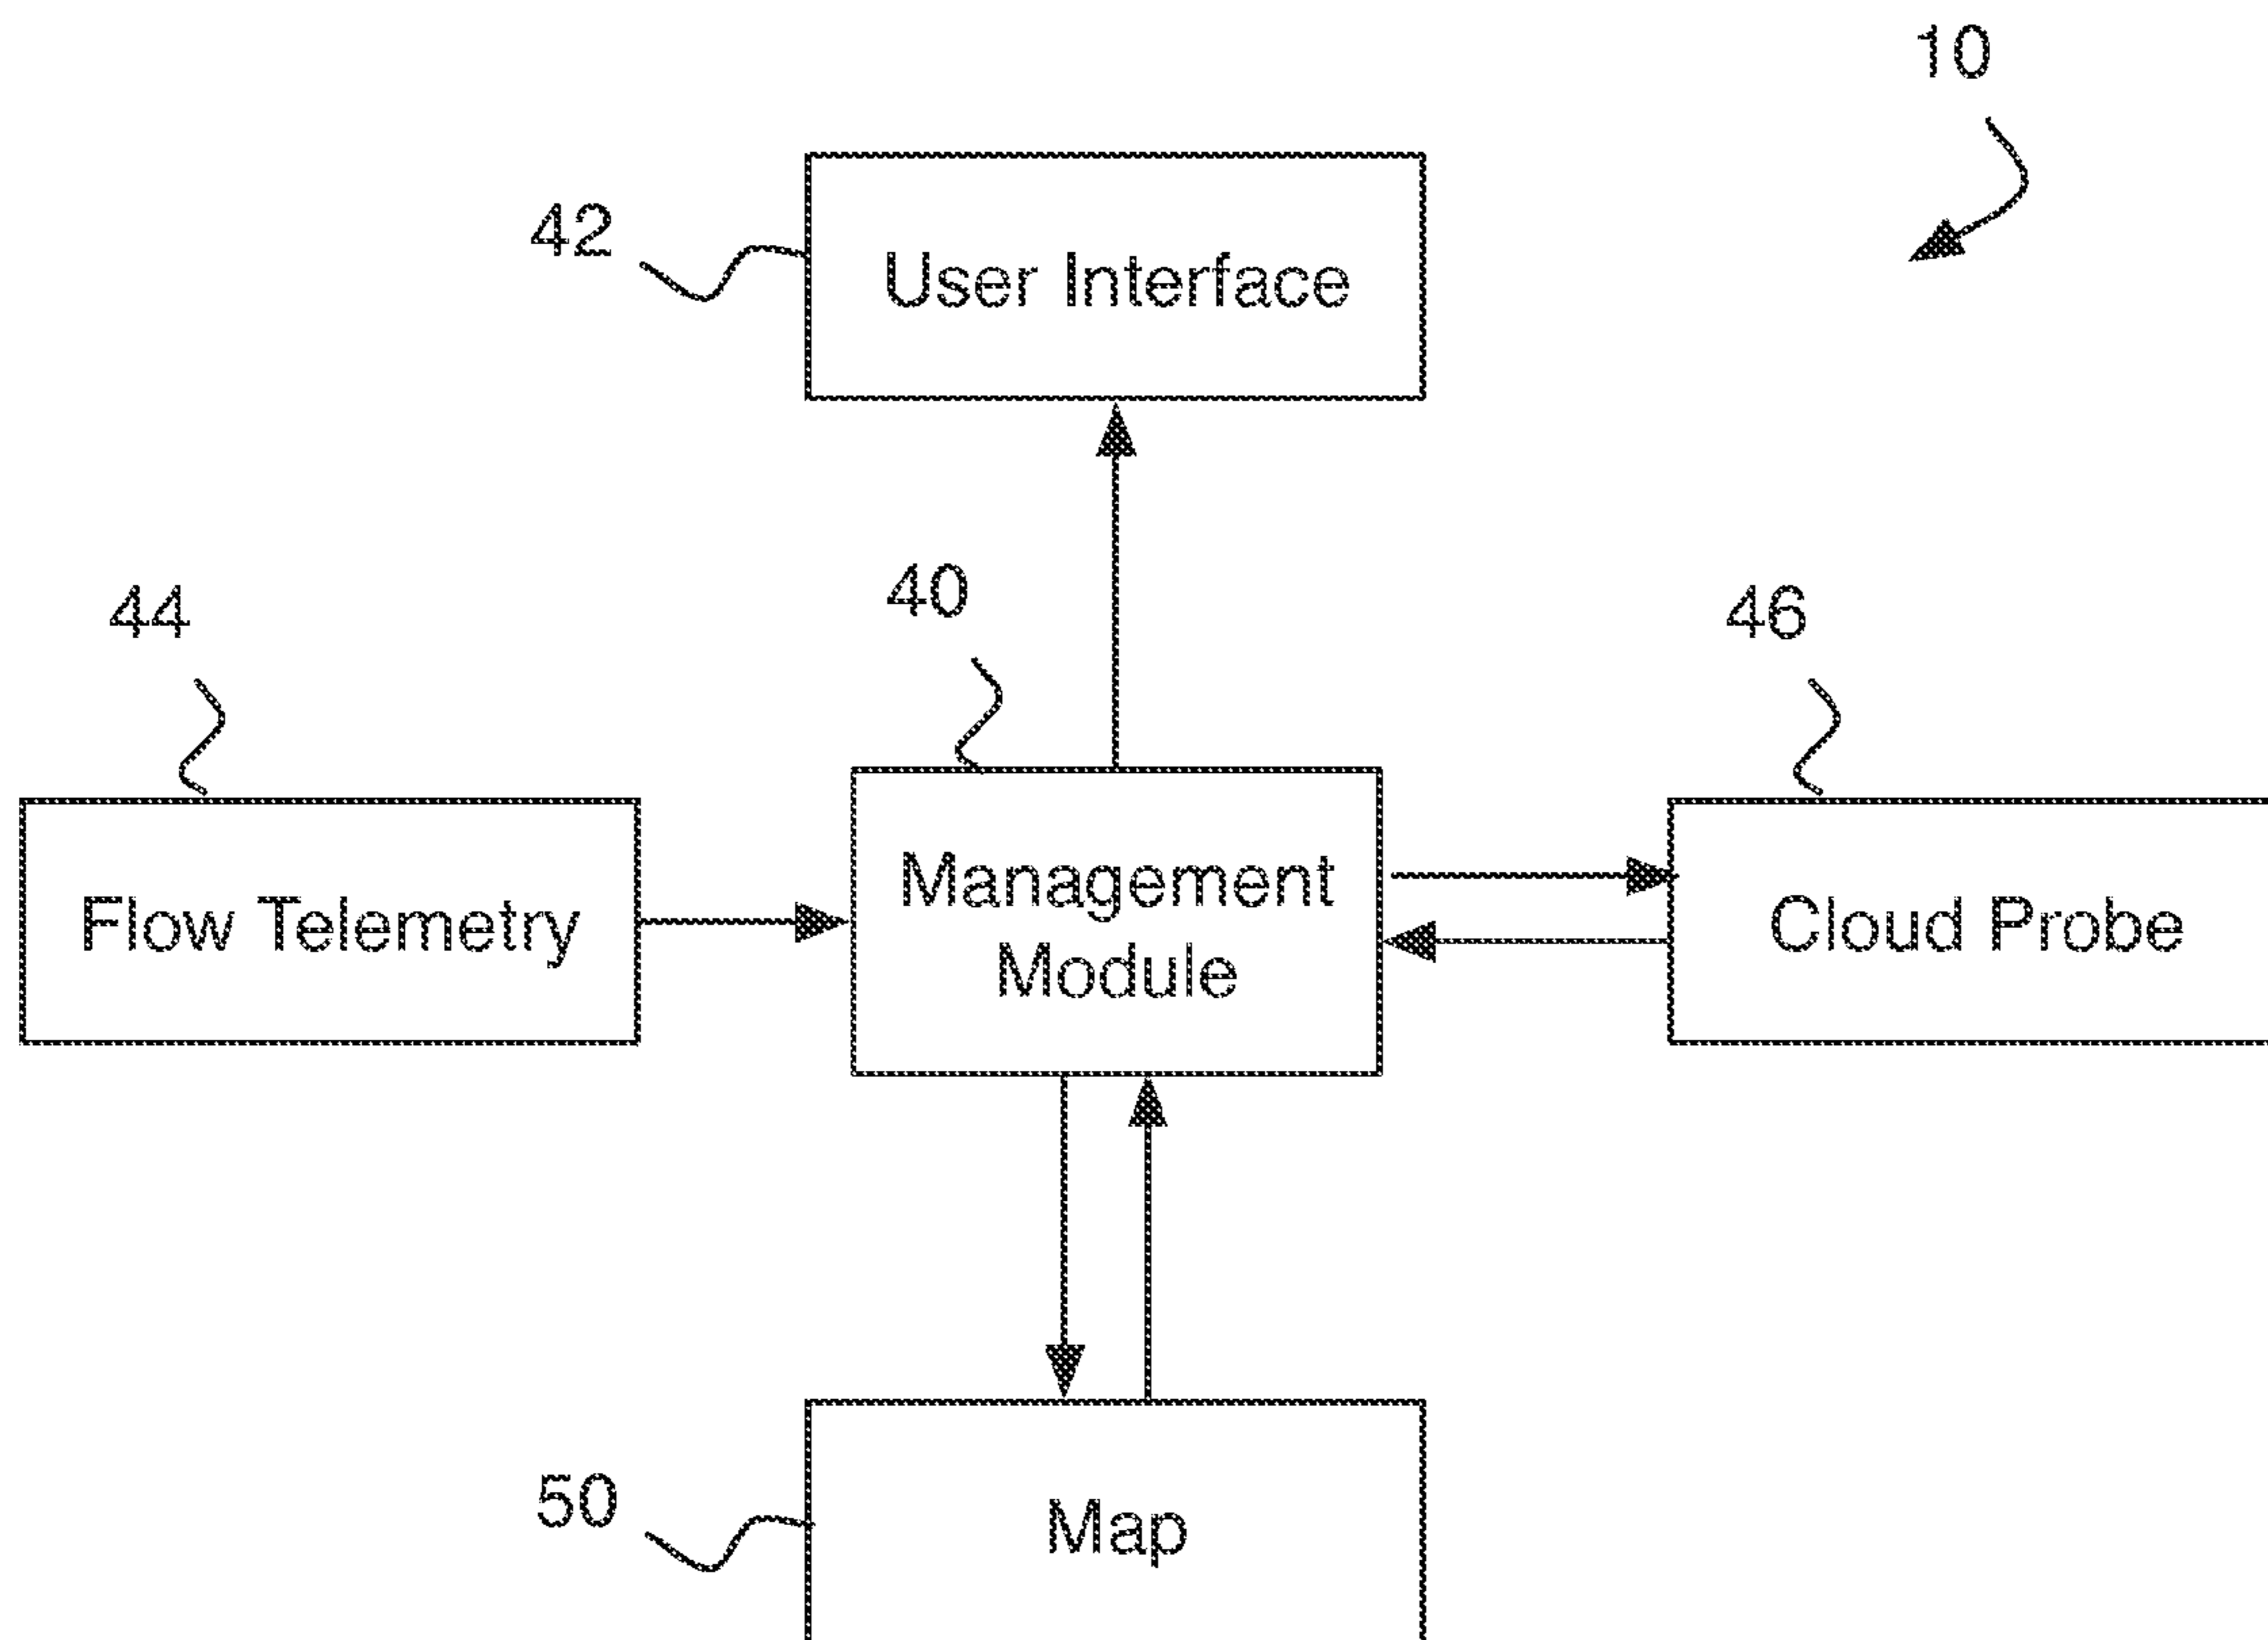 10
42
User Interface
44
40
46
Flow Telemetry
Management
Module
Cloud Probe
50
Map